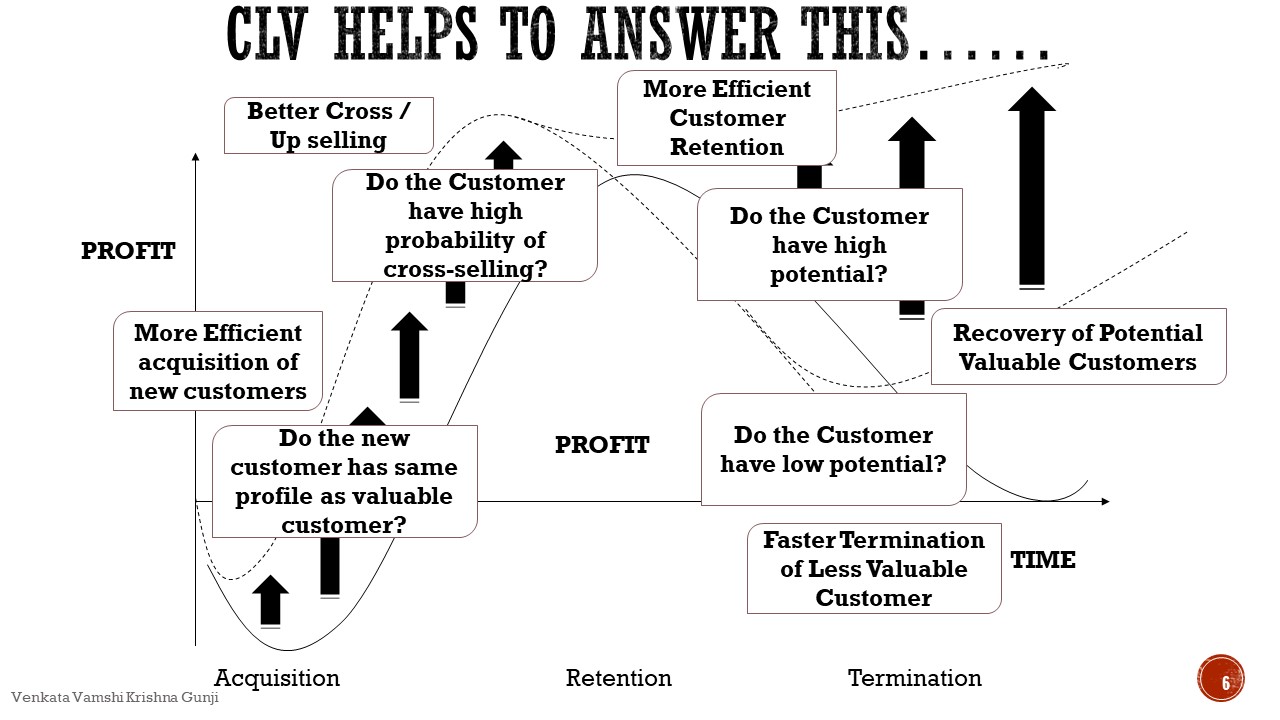 CLV HELPS TO ANSWER THIS......
Better Cross /
Up selling
More Efficient
Customer
Retention
Do the Customer
have high
probability of
cross-selling?
Do the Customer
have high
potential?
PROFIT
More Efficient
acquisition of
new customers
Recovery of Potential
Valuable Customers
Do the new
customer has same
profile as valuable
customer?
PROFIT
Do the Customer
have low potential?
Faster Termination
of Less Valuable
Customer
TIME
Acquisition
Retention
Termination
Venkata Vamshi Krishna Gunji
6